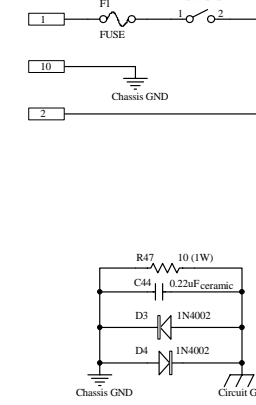 F1
1
1
2
FUSE
10
Chassis GND
2
R47 10 (1W)
C44 0.22uF ceramic
D3 1N4002
D4 1N4002
Chassis GND
Circuit G